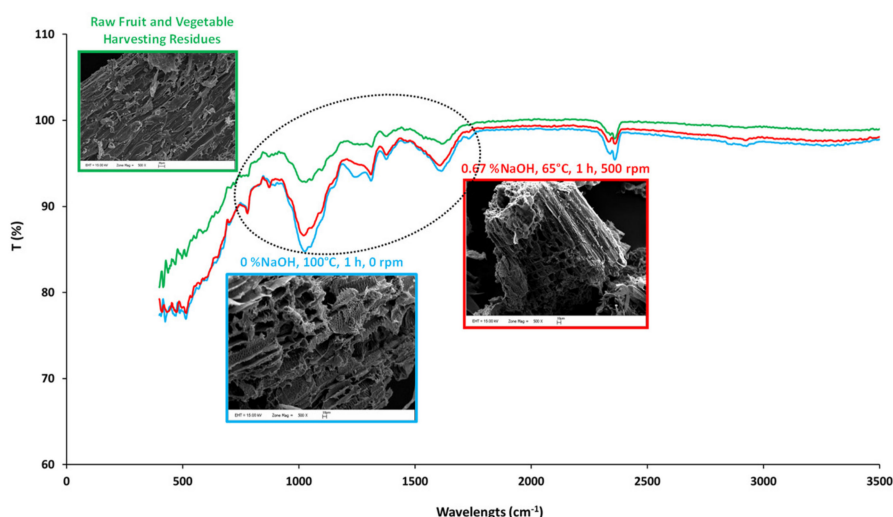 Raw Fruit and Vegetable
Harvesting Residues
110
100
90
80
70
60
T (%)
0.67 %NaOH, 65°C, 1 h, 500 rpm
0 %NaOH, 100°C, 1 h, 0 rpm
0 500 1000 1500 2000 2500 3000 3500
Wavelengts (cm-1)